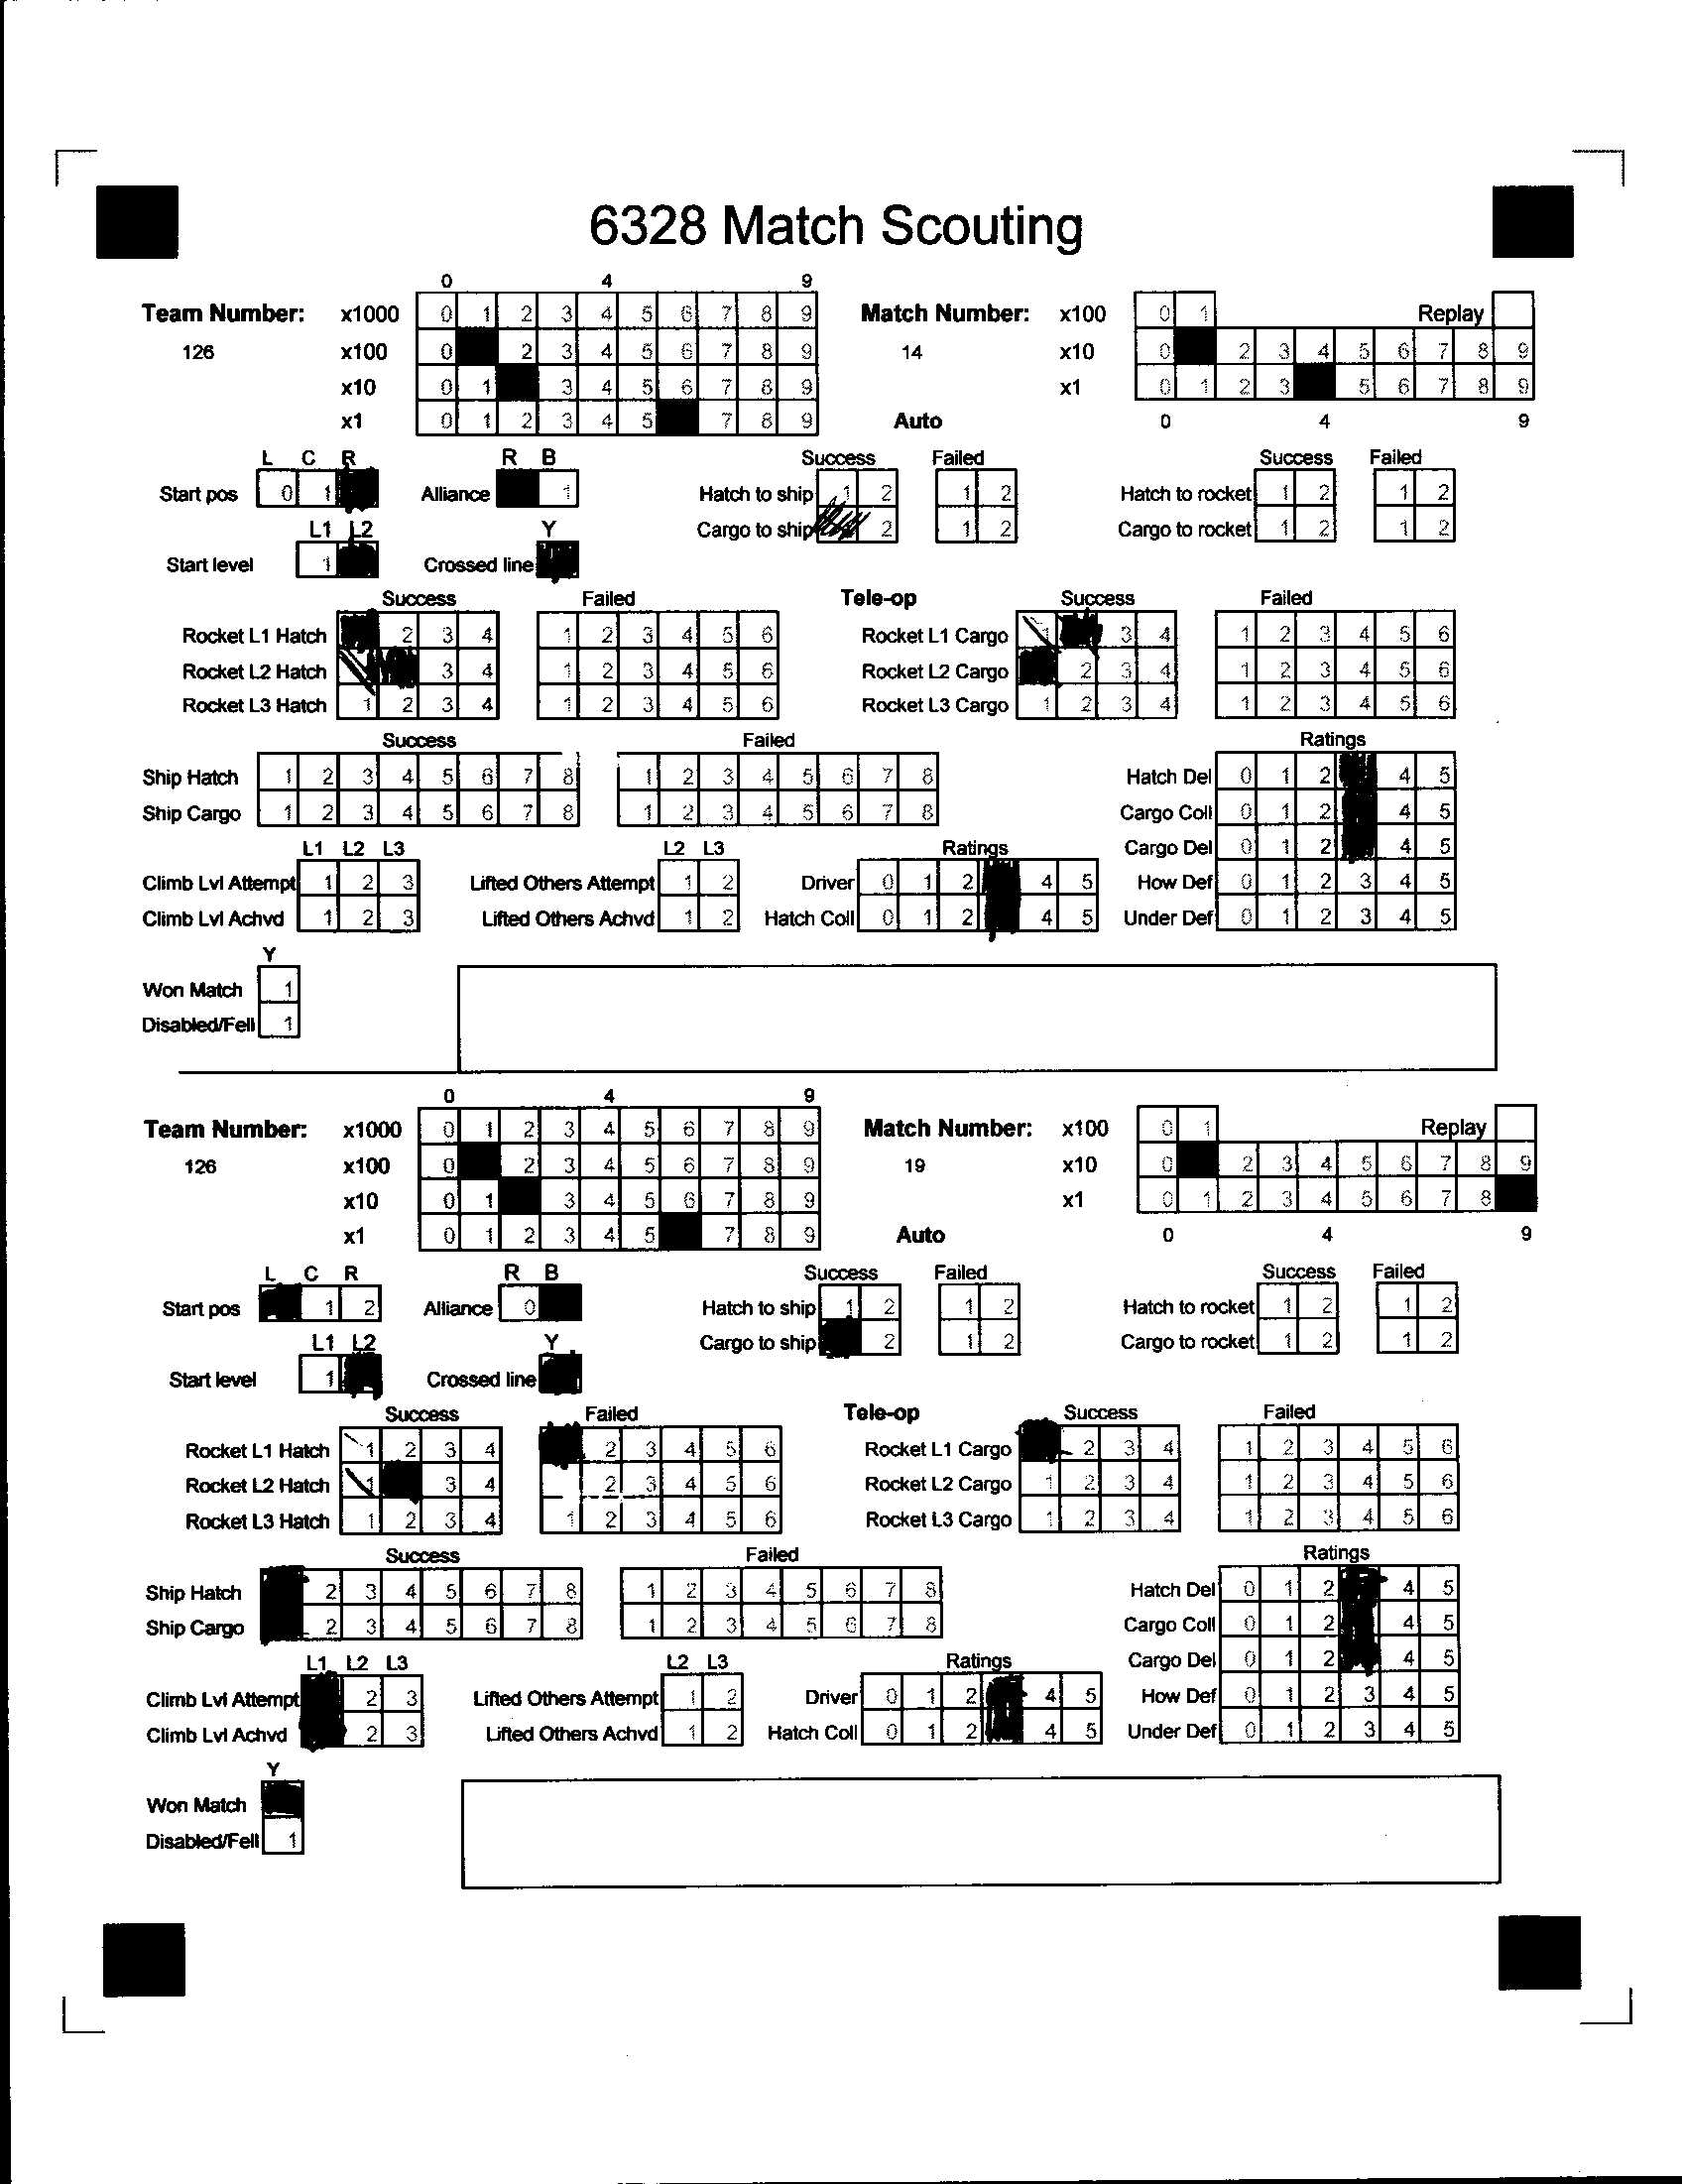 6328 Match Scouting
0 4 9
Team Number: x1000 0 1 2 3 4 5 6 7 8 9 Match Number: x100 0 1 Replay
126 x100 0 2 3 4 5 6 7 8 9 14 x10 0 2 3 4 5 6 7 8 9
x10 0 1 3 4 5 6 7 8 9 x1 0 1 2 3 5 6 7 8 9
x1 0 1 2 3 4 5 7 8 9 Auto 0 4 9
L C R R B Success Failed Success Failed
Start pos 0 1 Alliance 1 Hatch to ship 1 2 1 2 Hatch to rocket 1 2 1 2
L1 L2 Y Cargo to ship 2 1 2 Cargo to rocket 1 2 1 2
Start level 1 Crossed line
Success Failed Tele-op Success Failed
Rocket L1 Hatch 2 3 4 1 2 3 4 5 6 Rocket L1 Cargo 1 3 4 1 2 3 4 5 6
Rocket L2 Hatch 3 4 1 2 3 4 5 6 Rocket L2 Cargo 2 3 4 1 2 3 4 5 6
Rocket L3 Hatch 1 2 3 4 1 2 3 4 5 6 Rocket L3 Cargo 1 2 3 4 1 2 3 4 5 6
Success Failed Ratings
Ship Hatch 1 2 3 4 5 6 7 8 1 2 3 4 5 6 7 8 Hatch Del 0 1 2 4 5
Ship Cargo 1 2 3 4 5 6 7 8 1 2 3 4 5 6 7 8 Cargo Coll 0 1 2 4 5
L1 L2 L3 L2 L3 Ratings Cargo Del 0 1 2 4 5
Climb Lvl Attempt 1 2 3 Lifted Others Attempt 1 2 Driver 0 1 2 4 5 How Def 0 1 2 3 4 5
Climb Lvl Achvd 1 2 3 Lifted Others Achvd 1 2 Hatch Coll 0 1 2 4 5 Under Def 0 1 2 3 4 5
Y
Won Match 1
Disabled/Fell 1
0 4 9
Team Number: x1000 0 1 2 3 4 5 6 7 8 9 Match Number: x100 0 1 Replay
126 x100 0 2 3 4 5 6 7 8 9 19 x10 0 2 3 4 5 6 7 8 9
x10 0 1 3 4 5 6 7 8 9 x1 0 1 2 3 4 5 6 7 8
x1 0 1 2 3 4 5 7 8 9 Auto 0 4 9
L C R R B Success Failed Success Failed
Start pos 1 2 Alliance 0 Hatch to ship 1 2 1 2 Hatch to rocket 1 2 1 2
L1 L2 Y Cargo to ship 2 1 2 Cargo to rocket 1 2 1 2
Start level 1 Crossed line
Success Failed Tele-op Success Failed
Rocket L1 Hatch 1 2 3 4 2 3 4 5 6 Rocket L1 Cargo 2 3 4 1 2 3 4 5 6
Rocket L2 Hatch 1 3 4 2 3 4 5 6 Rocket L2 Cargo 1 2 3 4 1 2 3 4 5 6
Rocket L3 Hatch 1 2 3 4 1 2 3 4 5 6 Rocket L3 Cargo 1 2 3 4 1 2 3 4 5 6
Success Failed Ratings
Ship Hatch 2 3 4 5 6 7 8 1 2 3 4 5 6 7 8 Hatch Del 0 1 2 4 5
Ship Cargo 2 3 4 5 6 7 8 1 2 3 4 5 6 7 8 Cargo Coll 0 1 2 4 5
L1 L2 L3 L2 L3 Ratings Cargo Del 0 1 2 4 5
Climb Lvl Attempt 2 3 Lifted Others Attempt 1 2 Driver 0 1 2 4 5 How Def 0 1 2 3 4 5
Climb Lvl Achvd 2 3 Lifted Others Achvd 1 2 Hatch Coll 0 1 2 4 5 Under Def 0 1 2 3 4 5
Y
Won Match
Disabled/Fell 1